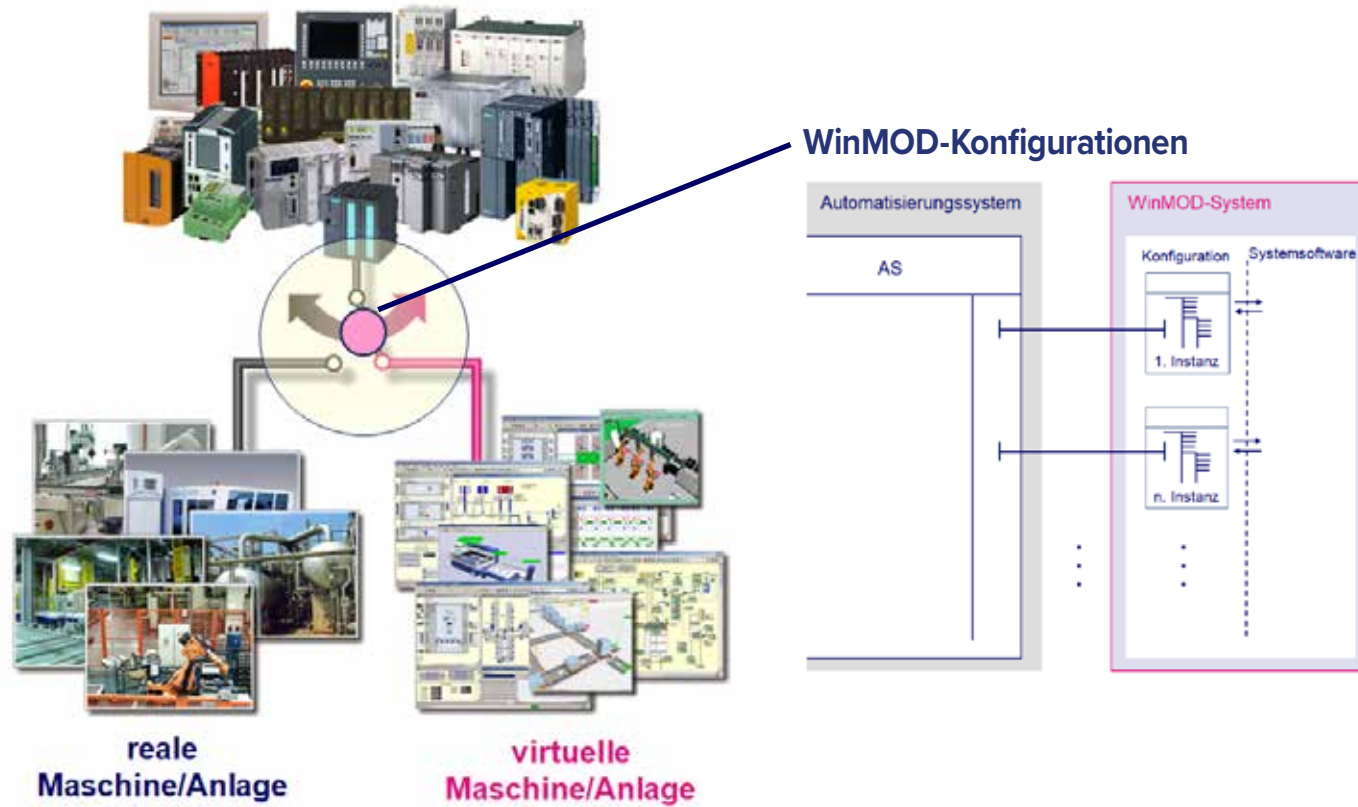 WinMOD-Konfigurationen
Automatisierungssystem
AS
WinMOD-System
Konfiguration
Systemsoftware
1. Instanz
n. Instanz
reale
Maschine/Anlage
virtuelle
Maschine/Anlage